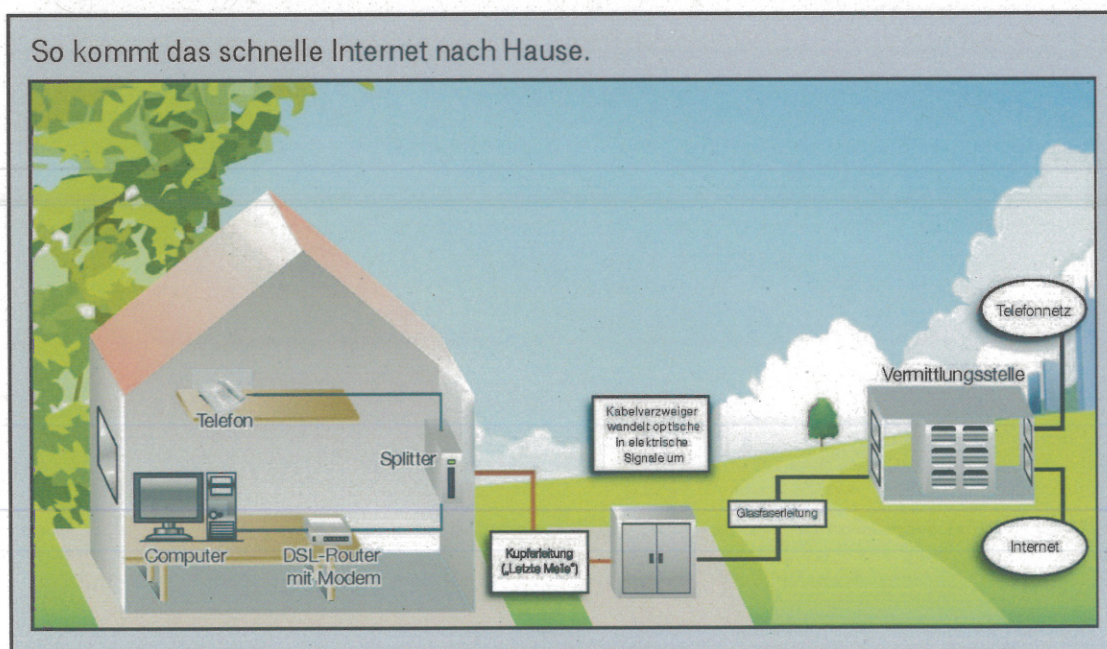 So kommt das schnelle Internet nach Hause.
Telefonnetz
Vermittlungsstelle
Kabelverzweiger
wandelt optische
in elektrische
Signale um
Telefon
Splitter
Glasfaserleitung
Computer
DSL-Router
mit Modem
Kupferleitung
(„Letzte Meile“)
Internet